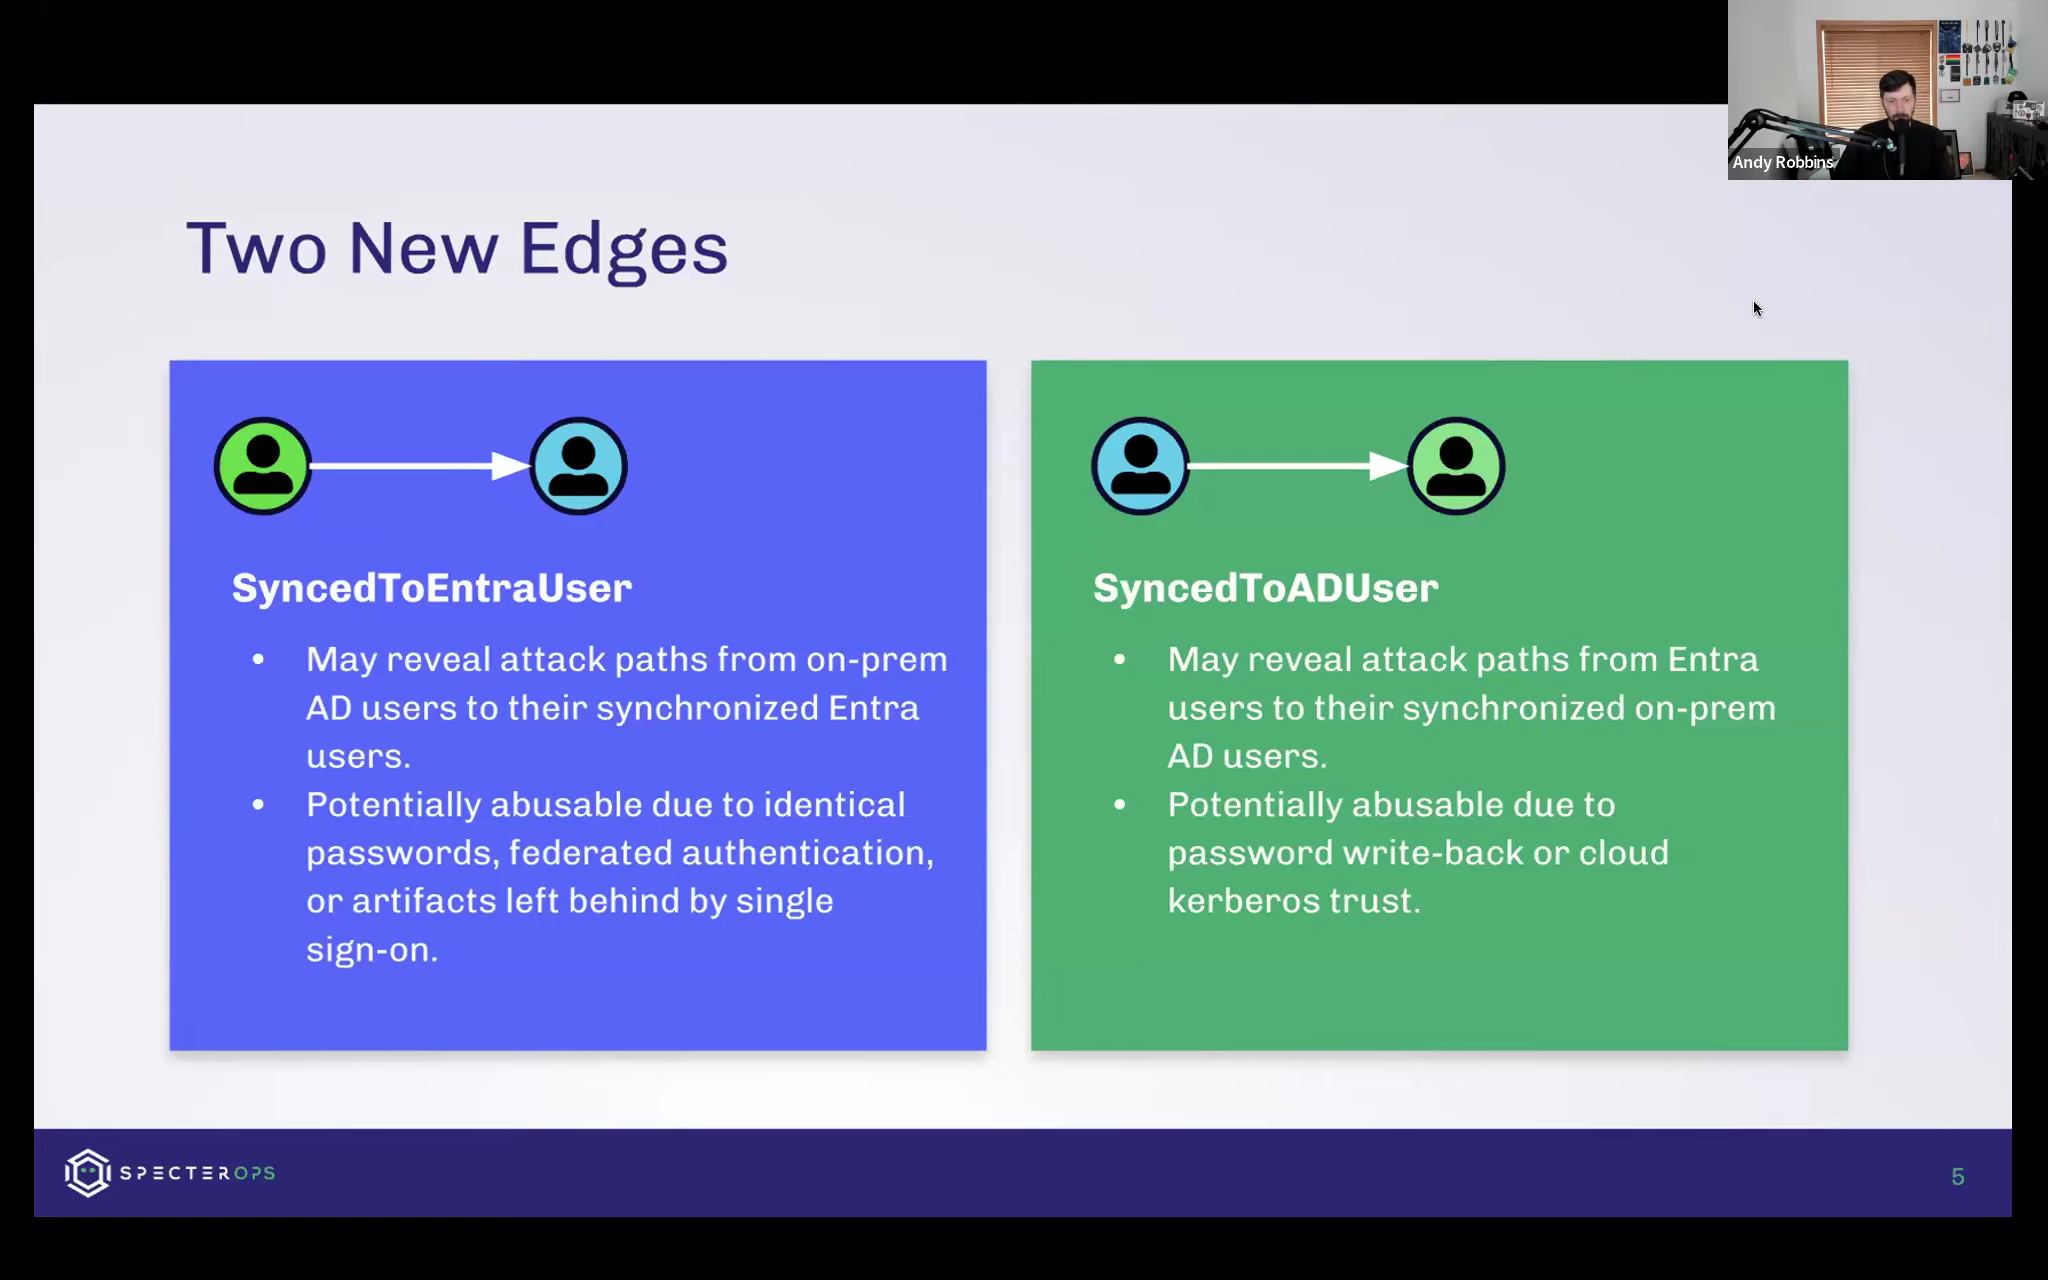 Andy Robbins
Two New Edges
SyncedToEntraUser
• May reveal attack paths from on-prem
AD users to their synchronized Entra
users.
• Potentially abusable due to identical
passwords, federated authentication,
or artifacts left behind by single
sign-on.
SyncedToADUser
• May reveal attack paths from Entra
users to their synchronized on-prem
AD users.
• Potentially abusable due to
password write-back or cloud
kerberos trust.
SPECTEROPS
5